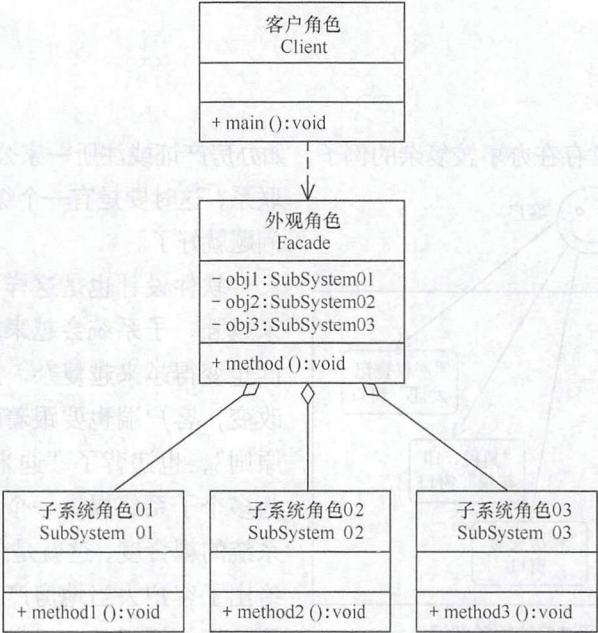 客户角色
Client
+ main ():void
外观角色
Facade
- obj1:SubSystem01
- obj2:SubSystem02
- obj3:SubSystem03
+ method ():void
子系统角色01
SubSystem 01
+ method1 ():void
子系统角色02
SubSystem 02
+ method2 ():void
子系统角色03
SubSystem 03
+ method3 ():void